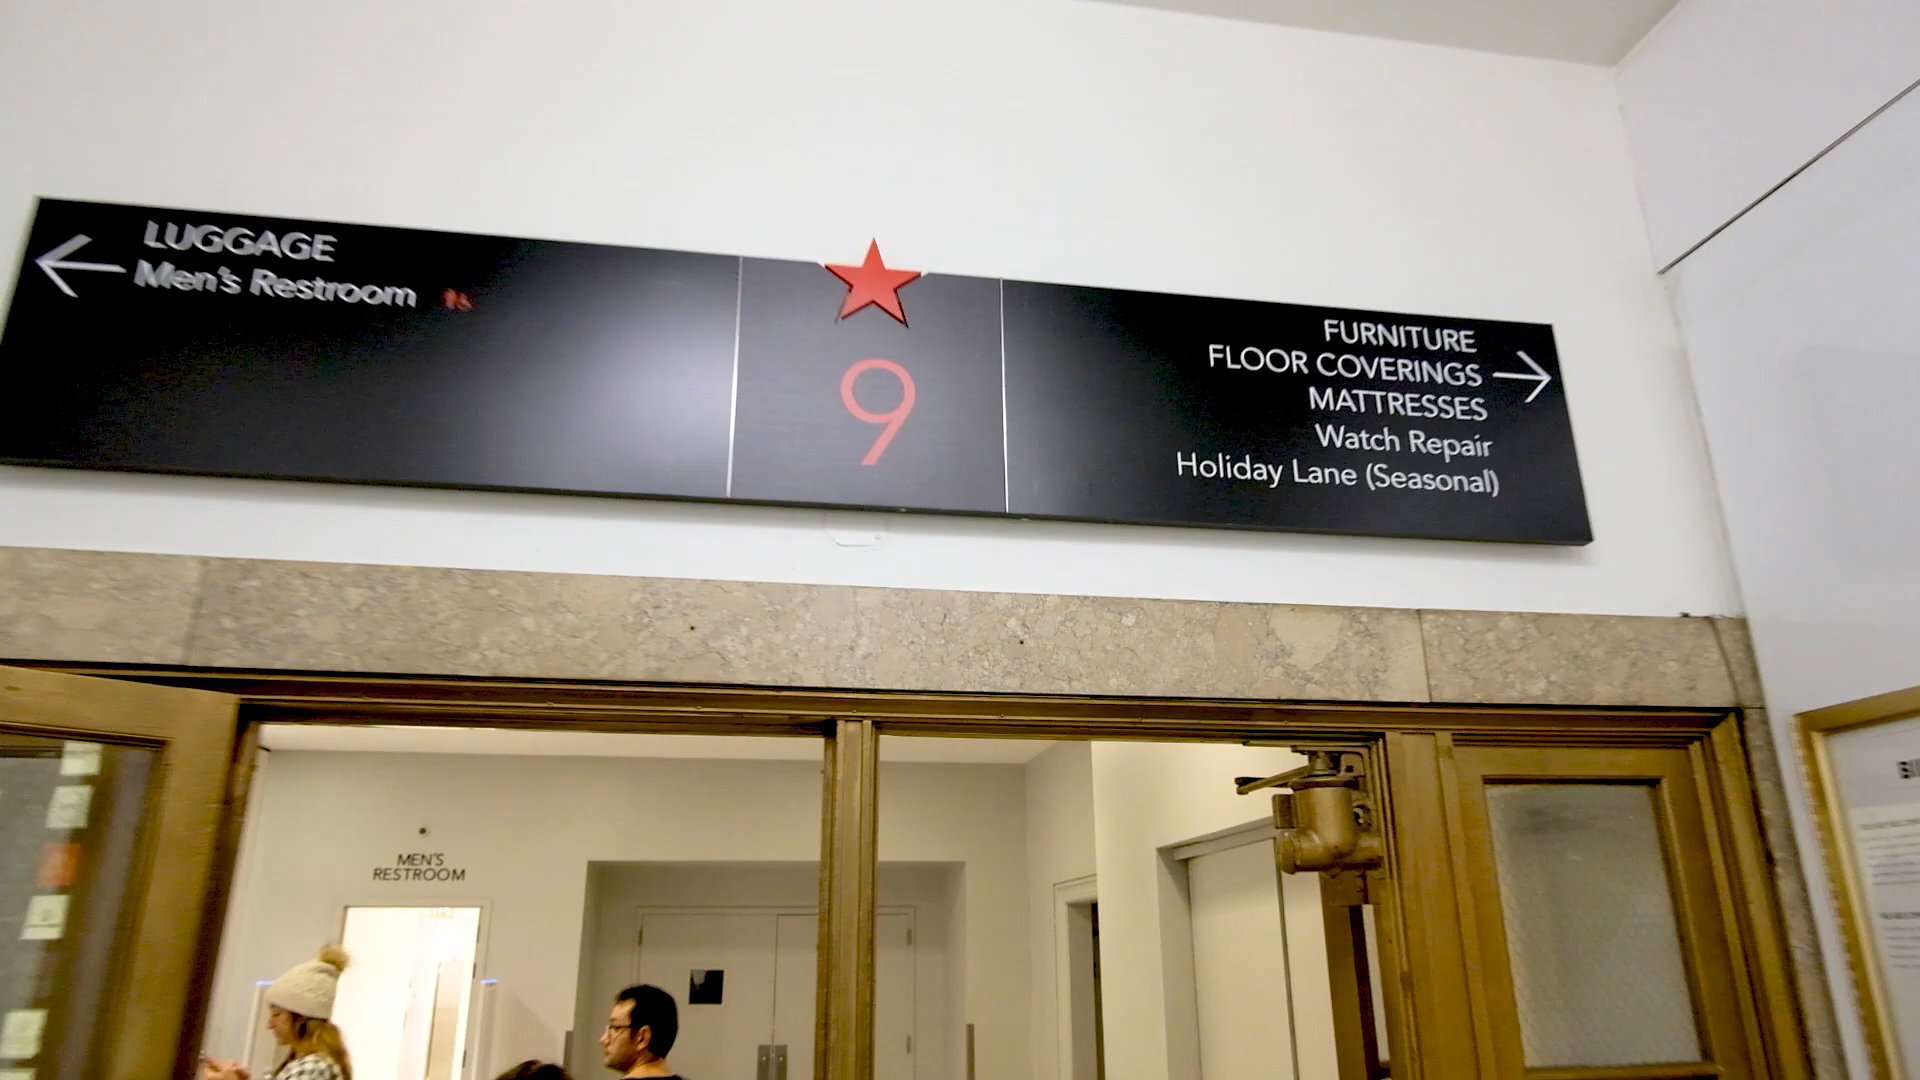 LUGGAGE
Men's Restroom
9
FURNITURE
FLOOR COVERINGS
MATTRESSES
Watch Repair
Holiday Lane (Seasonal)
MEN'S
RESTROOM